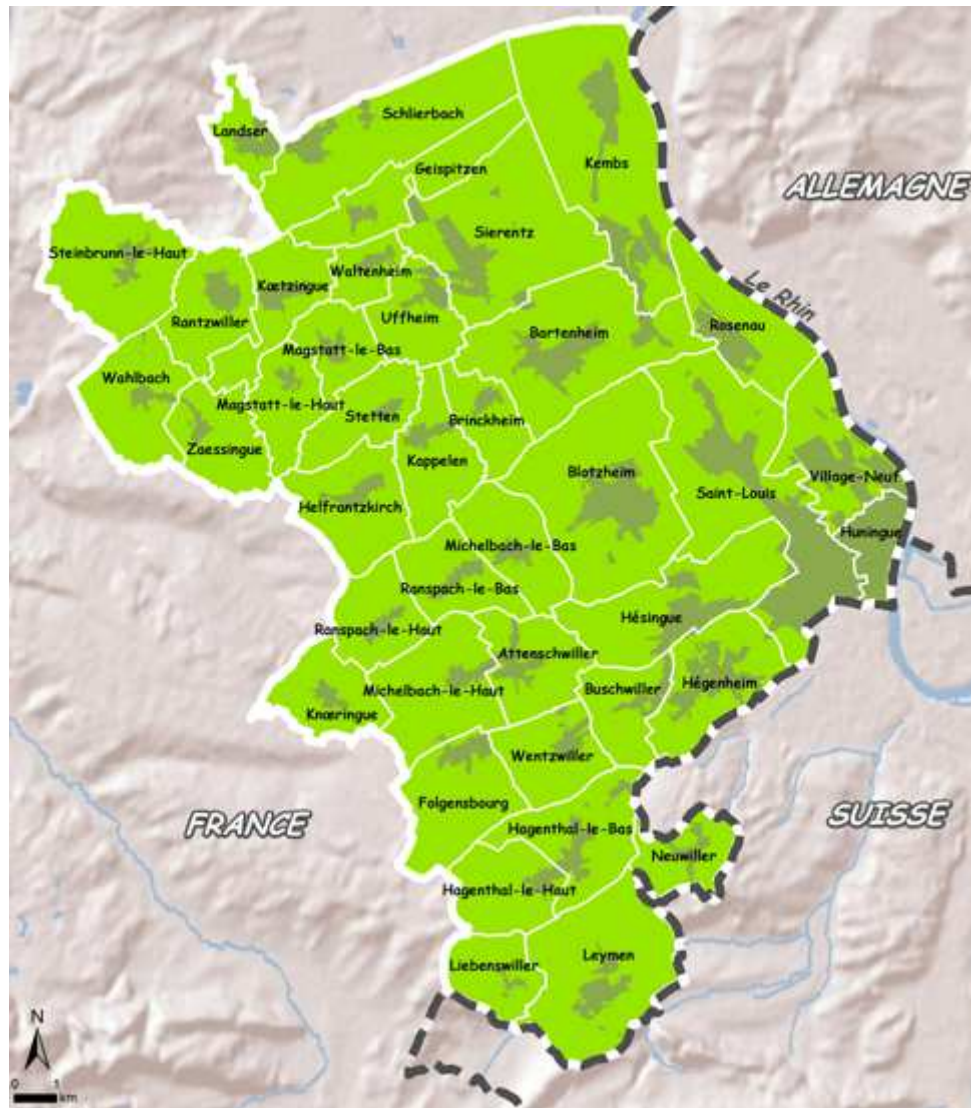 Landser
Schlierbach
Kembs
Geispitzen
ALLEMAGNE
Sierentz
Steinbrunn-le-Haut
Waltenheim
Kœtzingue
Le Rhin
Rantzwiller
Uffheim
Rosenau
Bartenheim
Magstatt-le-Bas
Wahlbach
Magstatt-le-Haut
Stetten
Brinckheim
Zaessingue
Kappelen
Blotzheim
Village-Neuf
Saint-Louis
Helfrantzkirch
Huningue
Michelbach-le-Bas
Ranspach-le-Bas
Hésingue
Ranspach-le-Haut
Attenschwiller
Hégenheim
Michelbach-le-Haut
Buschwiller
Knœringue
Wentzwiller
Folgensbourg
SUISSE
FRANCE
Hagenthal-le-Bas
Neuwiller
Hagenthal-le-Haut
Leymen
Liebenswiller
N
0 1
km